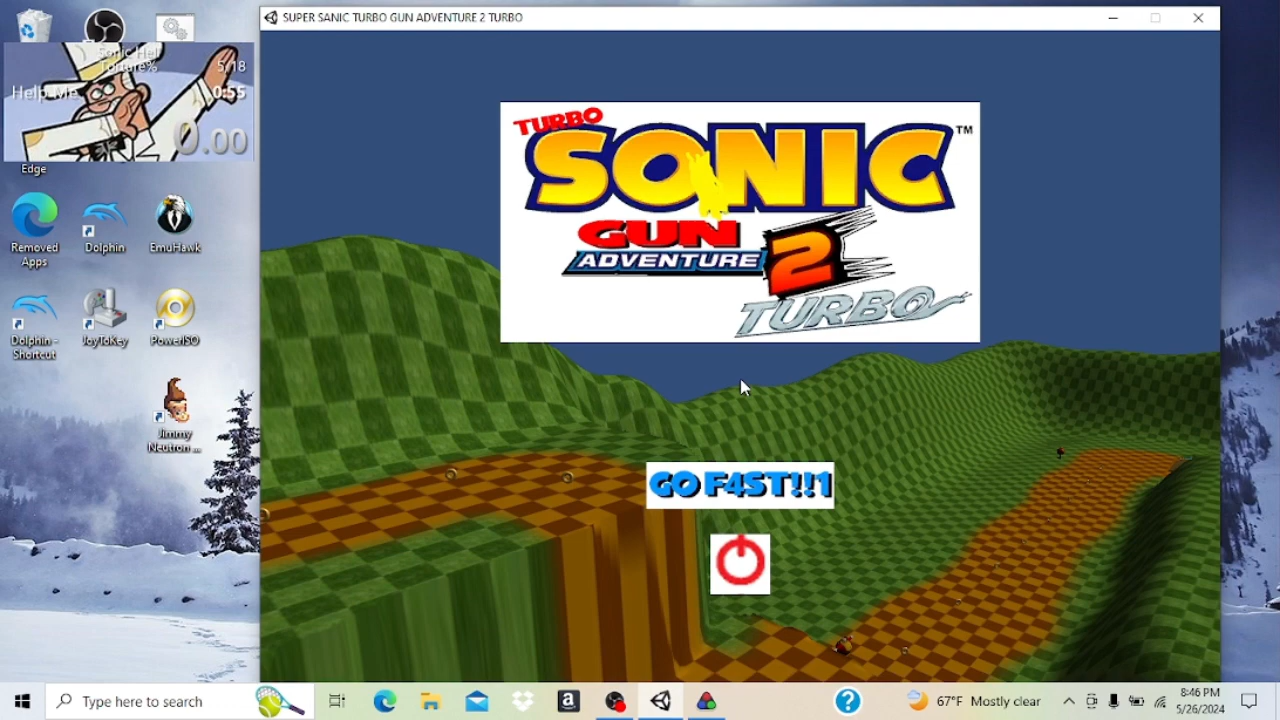 SUPER SANIC TURBO GUN ADVENTURE 2 TURBO
Torture%
5/18
Help Me
0:55
0.00
Edge
Removed Apps
Dolphin
EmuHawk
Dolphin - Shortcut
JoyToKey
PowerISO
Jimmy Neutron ...
TURBO
SONIC™
GUN
ADVENTURE 2
TURBO
GO F4ST!!1
Type here to search
67°F Mostly clear
8:46 PM
5/26/2024